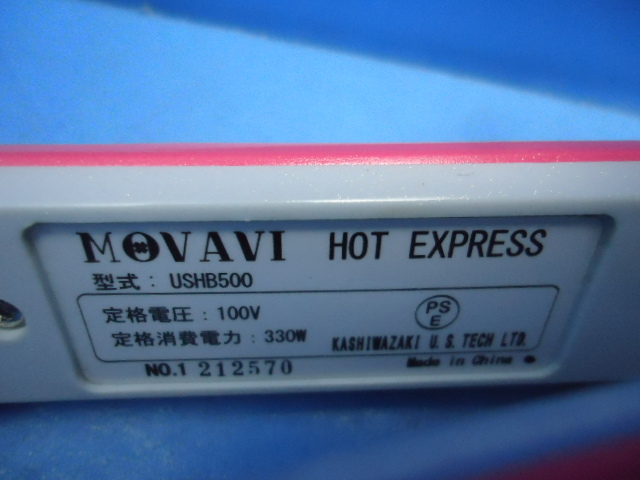 MOVAVI HOT EXPRESS
型式：USHB500
定格電圧：100V
定格消費電力：330W
PS
E
KASHIWAZAKI U.S. TECH LTD.
NO.1 212570
Made in China